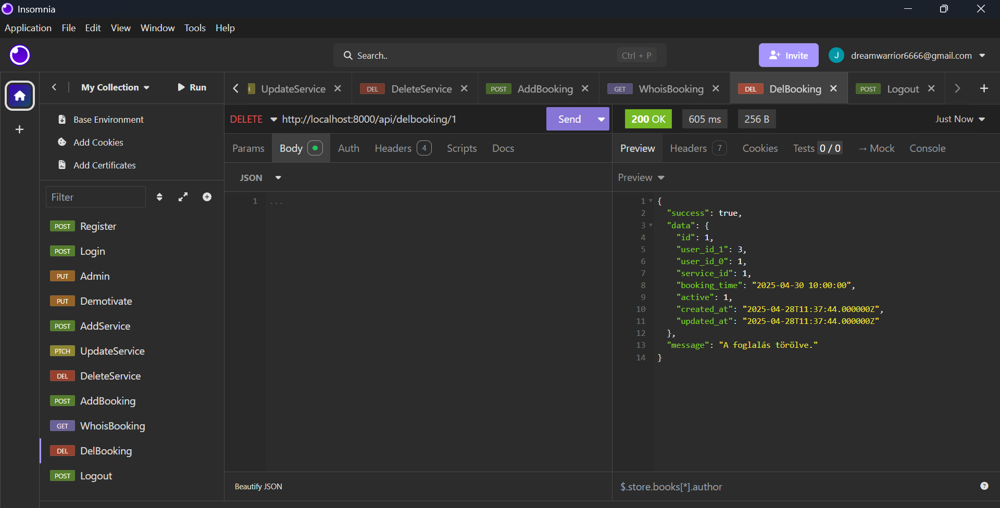 Insomnia
Application File Edit View Window Tools Help
Search.. Ctrl + P
Invite J dreamwarrior6666@gmail.com
My Collection Run
UpdateService DEL DeleteService POST AddBooking GET WhoisBooking DEL DelBooking POST Logout
Base Environment
Add Cookies
Add Certificates
Filter
POST Register
POST Login
PUT Admin
PUT Demotivate
POST AddService
PTCH UpdateService
DEL DeleteService
POST AddBooking
GET WhoisBooking
DEL DelBooking
POST Logout
DELETE http://localhost:8000/api/delbooking/1 Send
Params Body Auth Headers 4 Scripts Docs
JSON
1 ...
Beautify JSON
200 OK 605 ms 256 B Just Now
Preview Headers 7 Cookies Tests 0 / 0 → Mock Console
Preview
1 {
2 "success": true,
3 "data": {
4 "id": 1,
5 "user_id_1": 3,
6 "user_id_0": 1,
7 "service_id": 1,
8 "booking_time": "2025-04-30 10:00:00",
9 "active": 1,
10 "created_at": "2025-04-28T11:37:44.000000Z",
11 "updated_at": "2025-04-28T11:37:44.000000Z"
12 },
13 "message": "A foglalás törölve."
14 }
$.store.books[*].author